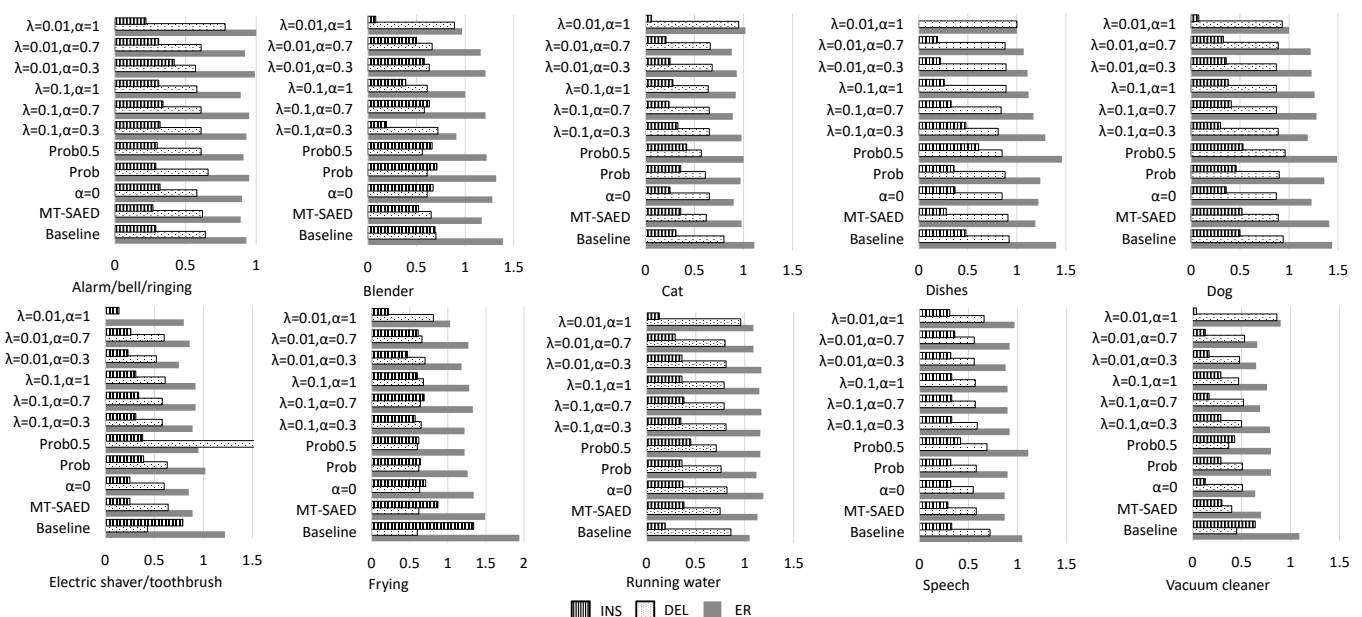 λ=0.01,α=1
λ=0.01,α=0.7
λ=0.01,α=0.3
λ=0.1,α=1
λ=0.1,α=0.7
λ=0.1,α=0.3
Prob0.5
Prob
α=0
MT-SAED
Baseline
0 0.5 1
Alarm/bell/ringing
λ=0.01,α=1
λ=0.01,α=0.7
λ=0.01,α=0.3
λ=0.1,α=1
λ=0.1,α=0.7
λ=0.1,α=0.3
Prob0.5
Prob
α=0
MT-SAED
Baseline
0 0.5 1 1.5
Blender
λ=0.01,α=1
λ=0.01,α=0.7
λ=0.01,α=0.3
λ=0.1,α=1
λ=0.1,α=0.7
λ=0.1,α=0.3
Prob0.5
Prob
α=0
MT-SAED
Baseline
0 0.5 1 1.5
Cat
λ=0.01,α=1
λ=0.01,α=0.7
λ=0.01,α=0.3
λ=0.1,α=1
λ=0.1,α=0.7
λ=0.1,α=0.3
Prob0.5
Prob
α=0
MT-SAED
Baseline
0 0.5 1 1.5
Dishes
λ=0.01,α=1
λ=0.01,α=0.7
λ=0.01,α=0.3
λ=0.1,α=1
λ=0.1,α=0.7
λ=0.1,α=0.3
Prob0.5
Prob
α=0
MT-SAED
Baseline
0 0.5 1 1.5
Dog
λ=0.01,α=1
λ=0.01,α=0.7
λ=0.01,α=0.3
λ=0.1,α=1
λ=0.1,α=0.7
λ=0.1,α=0.3
Prob0.5
Prob
α=0
MT-SAED
Baseline
0 0.5 1 1.5
Electric shaver/toothbrush
λ=0.01,α=1
λ=0.01,α=0.7
λ=0.01,α=0.3
λ=0.1,α=1
λ=0.1,α=0.7
λ=0.1,α=0.3
Prob0.5
Prob
α=0
MT-SAED
Baseline
0 0.5 1 1.5 2
Frying
λ=0.01,α=1
λ=0.01,α=0.7
λ=0.01,α=0.3
λ=0.1,α=1
λ=0.1,α=0.7
λ=0.1,α=0.3
Prob0.5
Prob
α=0
MT-SAED
Baseline
0 0.5 1 1.5
Running water
λ=0.01,α=1
λ=0.01,α=0.7
λ=0.01,α=0.3
λ=0.1,α=1
λ=0.1,α=0.7
λ=0.1,α=0.3
Prob0.5
Prob
α=0
MT-SAED
Baseline
0 0.5 1 1.5
Speech
λ=0.01,α=1
λ=0.01,α=0.7
λ=0.01,α=0.3
λ=0.1,α=1
λ=0.1,α=0.7
λ=0.1,α=0.3
Prob0.5
Prob
α=0
MT-SAED
Baseline
0 0.5 1 1.5
Vacuum cleaner
INS DEL ER